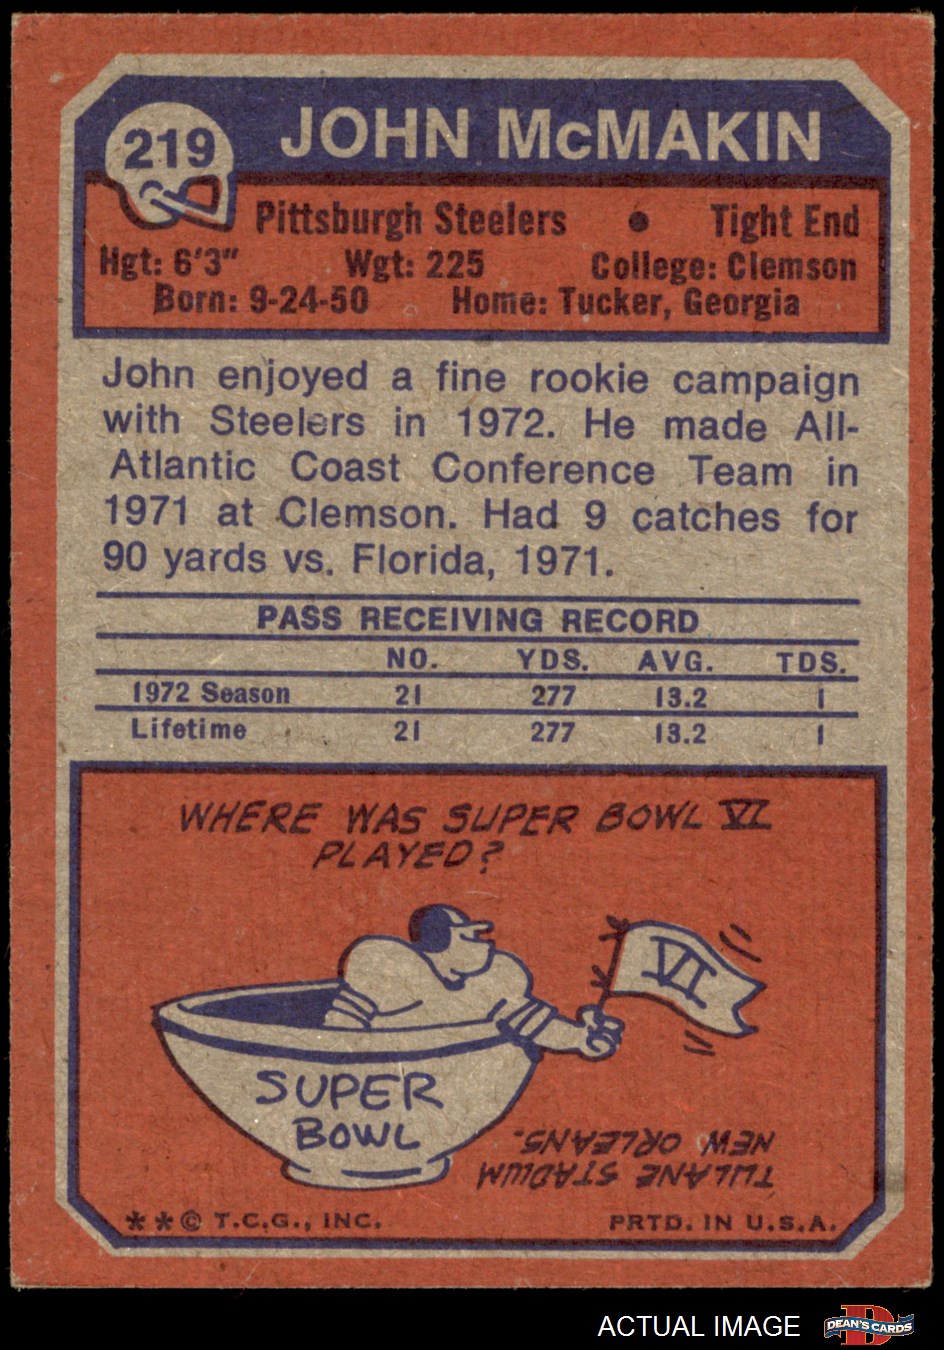 219
JOHN McMAKIN
Pittsburgh Steelers • Tight End
Hgt: 6'3" Wgt: 225 College: Clemson
Born: 9-24-50 Home: Tucker, Georgia
John enjoyed a fine rookie campaign
with Steelers in 1972. He made All-
Atlantic Coast Conference Team in
1971 at Clemson. Had 9 catches for
90 yards vs. Florida, 1971.
PASS RECEIVING RECORD
NO. YDS. AVG. TDS.
1972 Season 21 277 13.2 1
Lifetime 21 277 13.2 1
WHERE WAS SUPER BOWL VI
PLAYED?
VI
SUPER
BOWL
TULANE STADIUM
NEW ORLEANS.
**© T.C.G., INC. PRTD. IN U.S.A.
ACTUAL IMAGE
DEAN'S CARDS